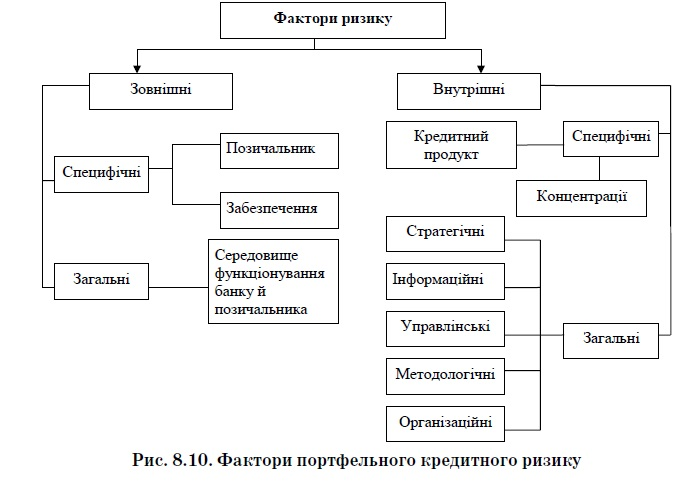 Фактори ризику
Зовнішні
Внутрішні
Специфічні
Позичальник
Забезпечення
Загальні
Середовище
функціонування
банку й
позичальника
Кредитний
продукт
Специфічні
Концентрації
Стратегічні
Інформаційні
Управлінські
Методологічні
Організаційні
Загальні
Рис. 8.10. Фактори портфельного кредитного ризику